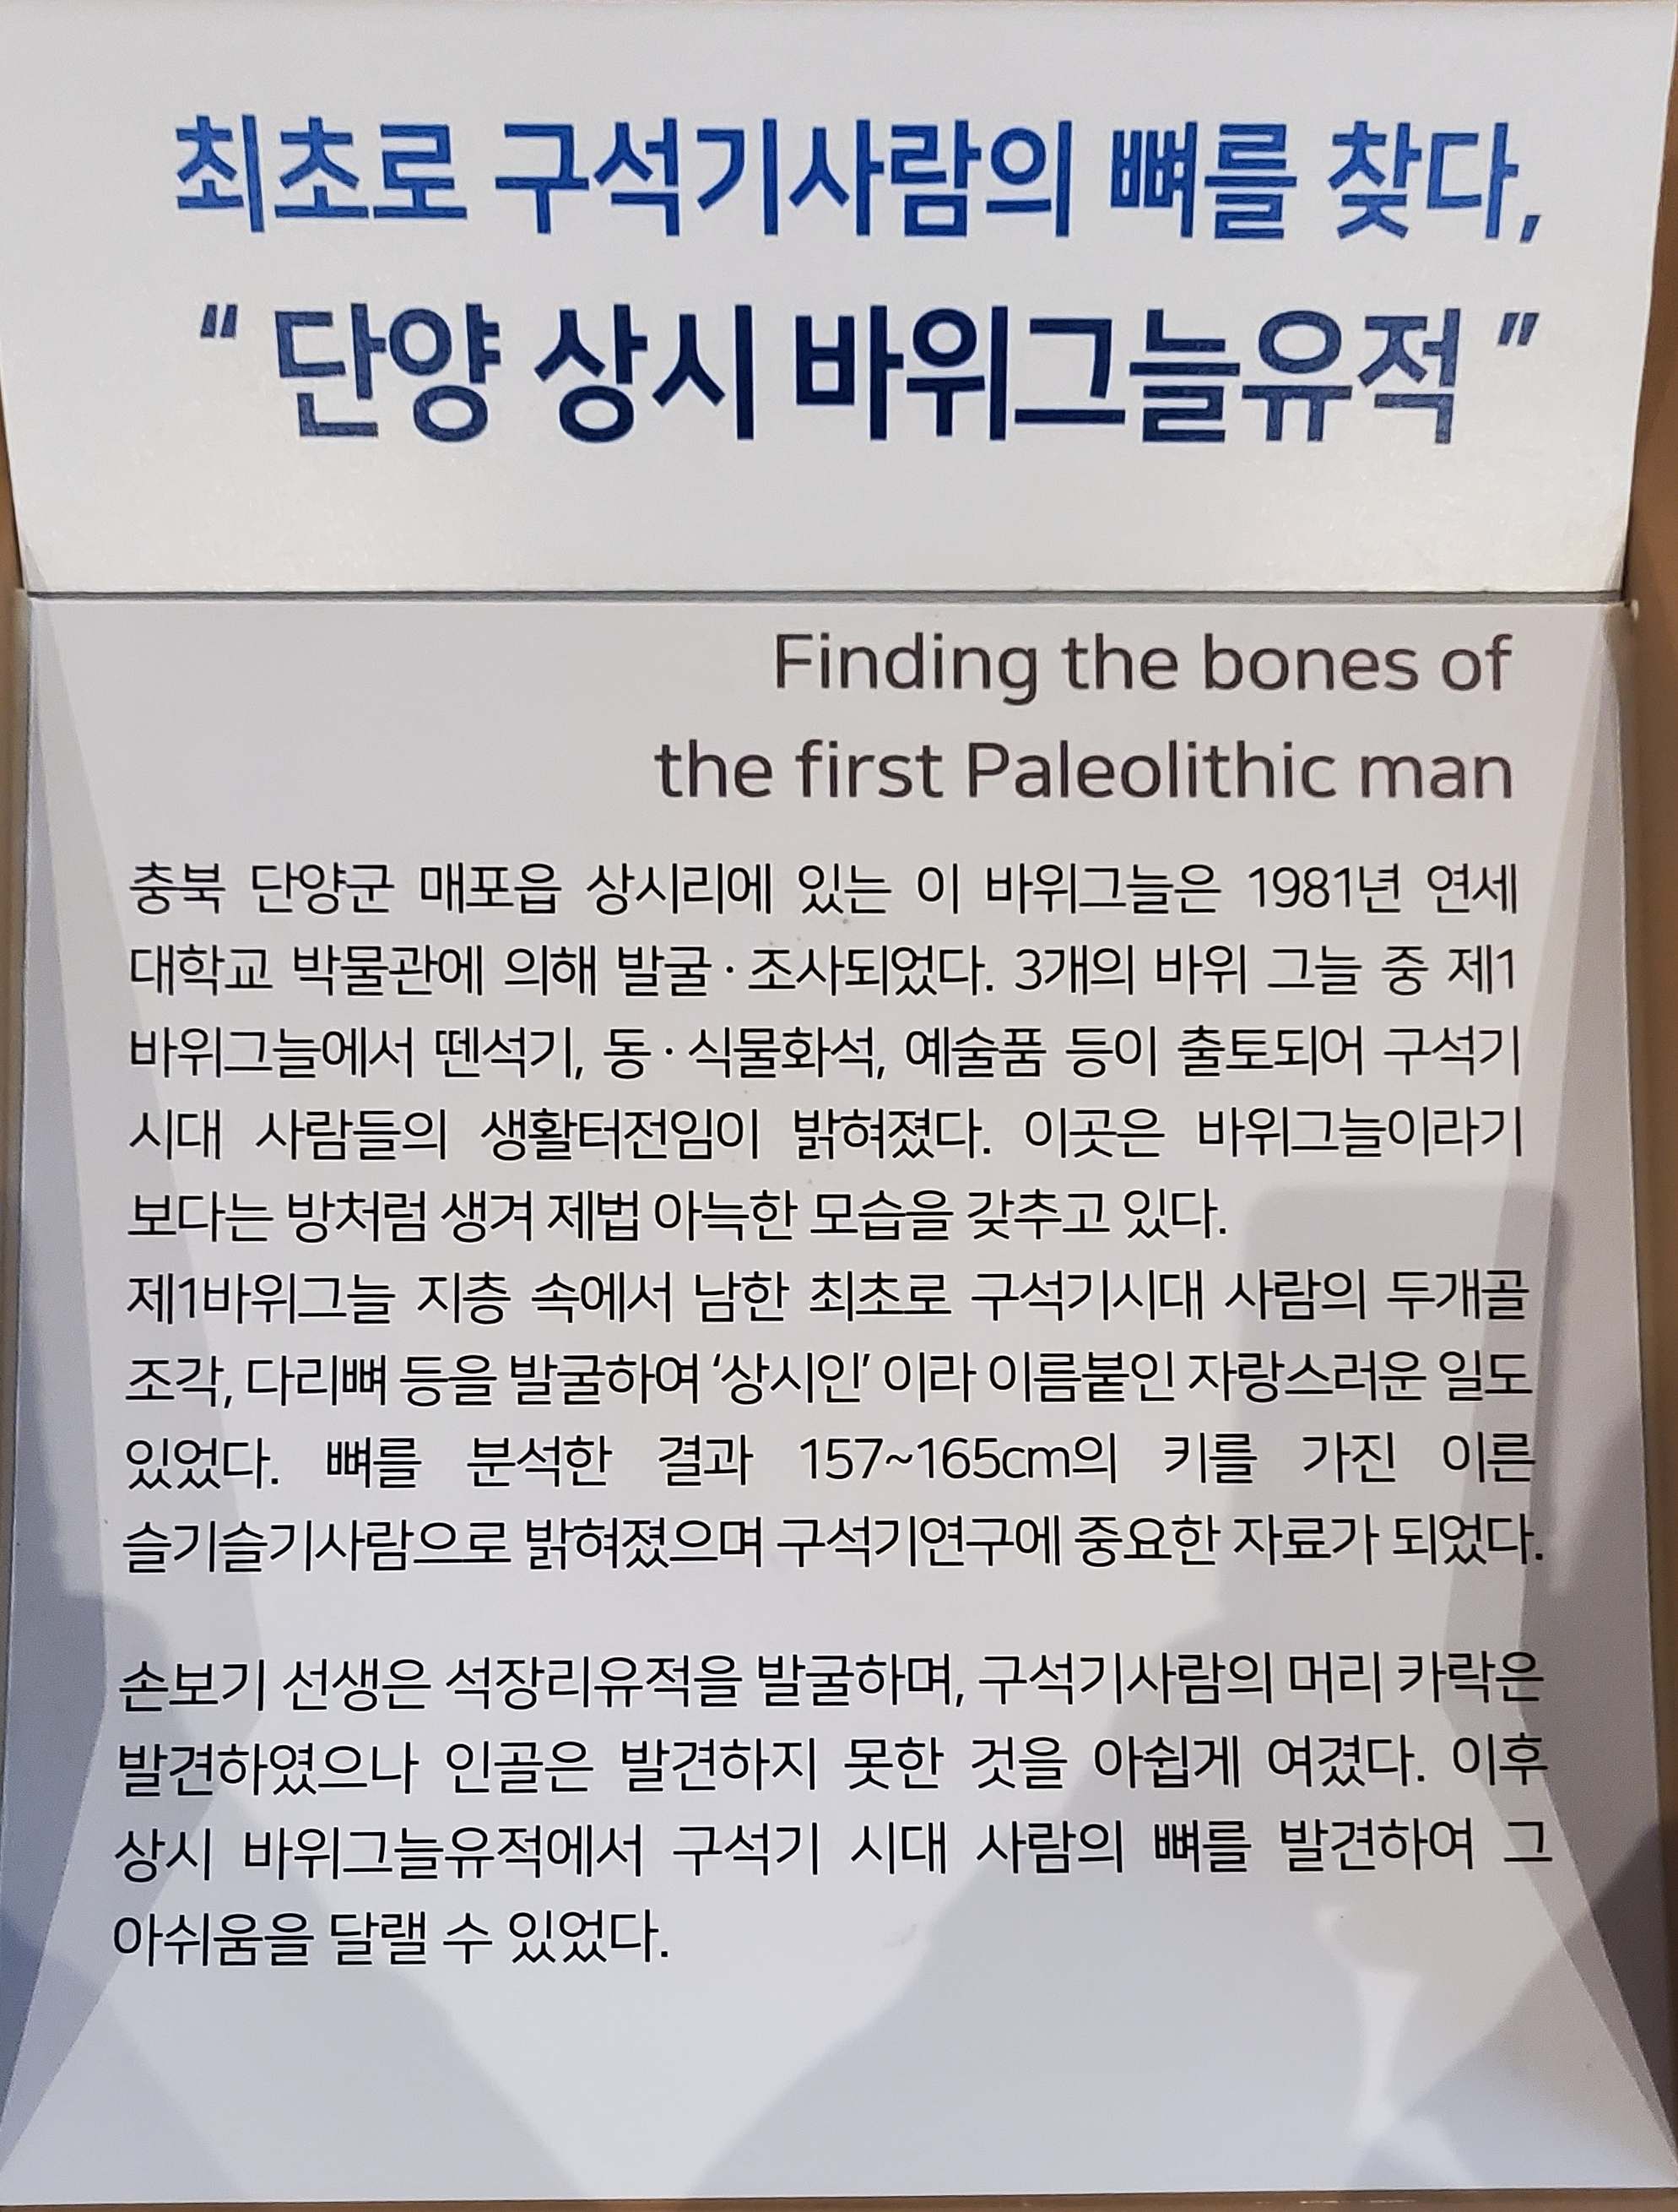 최초로 구석기사람의 뼈를 찾다,
“ 단양 상시 바위그늘유적 ”
Finding the bones of
the first Paleolithic man
충북 단양군 매포읍 상시리에 있는 이 바위그늘은 1981년 연세
대학교 박물관에 의해 발굴 · 조사되었다. 3개의 바위 그늘 중 제1
바위그늘에서 뗀석기, 동 · 식물화석, 예술품 등이 출토되어 구석기
시대 사람들의 생활터전임이 밝혀졌다. 이곳은 바위그늘이라기
보다는 방처럼 생겨 제법 아늑한 모습을 갖추고 있다.
제1바위그늘 지층 속에서 남한 최초로 구석기시대 사람의 두개골
조각, 다리뼈 등을 발굴하여 ‘상시인’ 이라 이름붙인 자랑스러운 일도
있었다. 뼈를 분석한 결과 157~165cm의 키를 가진 이른
슬기슬기사람으로 밝혀졌으며 구석기연구에 중요한 자료가 되었다.
손보기 선생은 석장리유적을 발굴하며, 구석기사람의 머리 카락은
발견하였으나 인골은 발견하지 못한 것을 아쉽게 여겼다. 이후
상시 바위그늘유적에서 구석기 시대 사람의 뼈를 발견하여 그
아쉬움을 달랠 수 있었다.